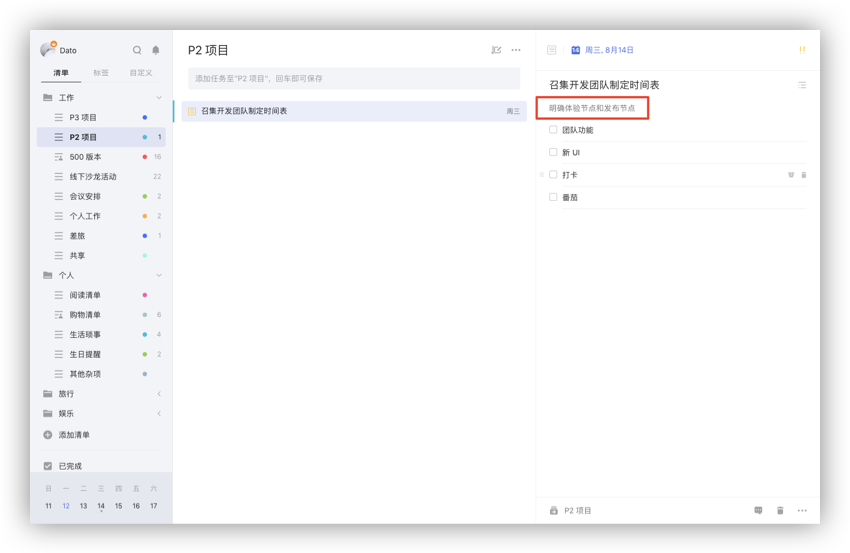 Dato
清单 标签 自定义
工作
P3 项目
P2 项目 1
500 版本 16
线下沙龙活动 22
会议安排 2
个人工作 2
差旅 1
共享
个人
阅读清单
购物清单 6
生活琐事 4
生日提醒 2
其他杂项
旅行
娱乐
添加清单
已完成
日 一 二 三 四 五 六
11 12 13 14 15 16 17
P2 项目
添加任务至"P2 项目"，回车即可保存
召集开发团队制定时间表 周三
14 周三, 8月14日 !!
召集开发团队制定时间表
明确体验节点和发布节点
团队功能
新 UI
打卡
番茄
P2 项目